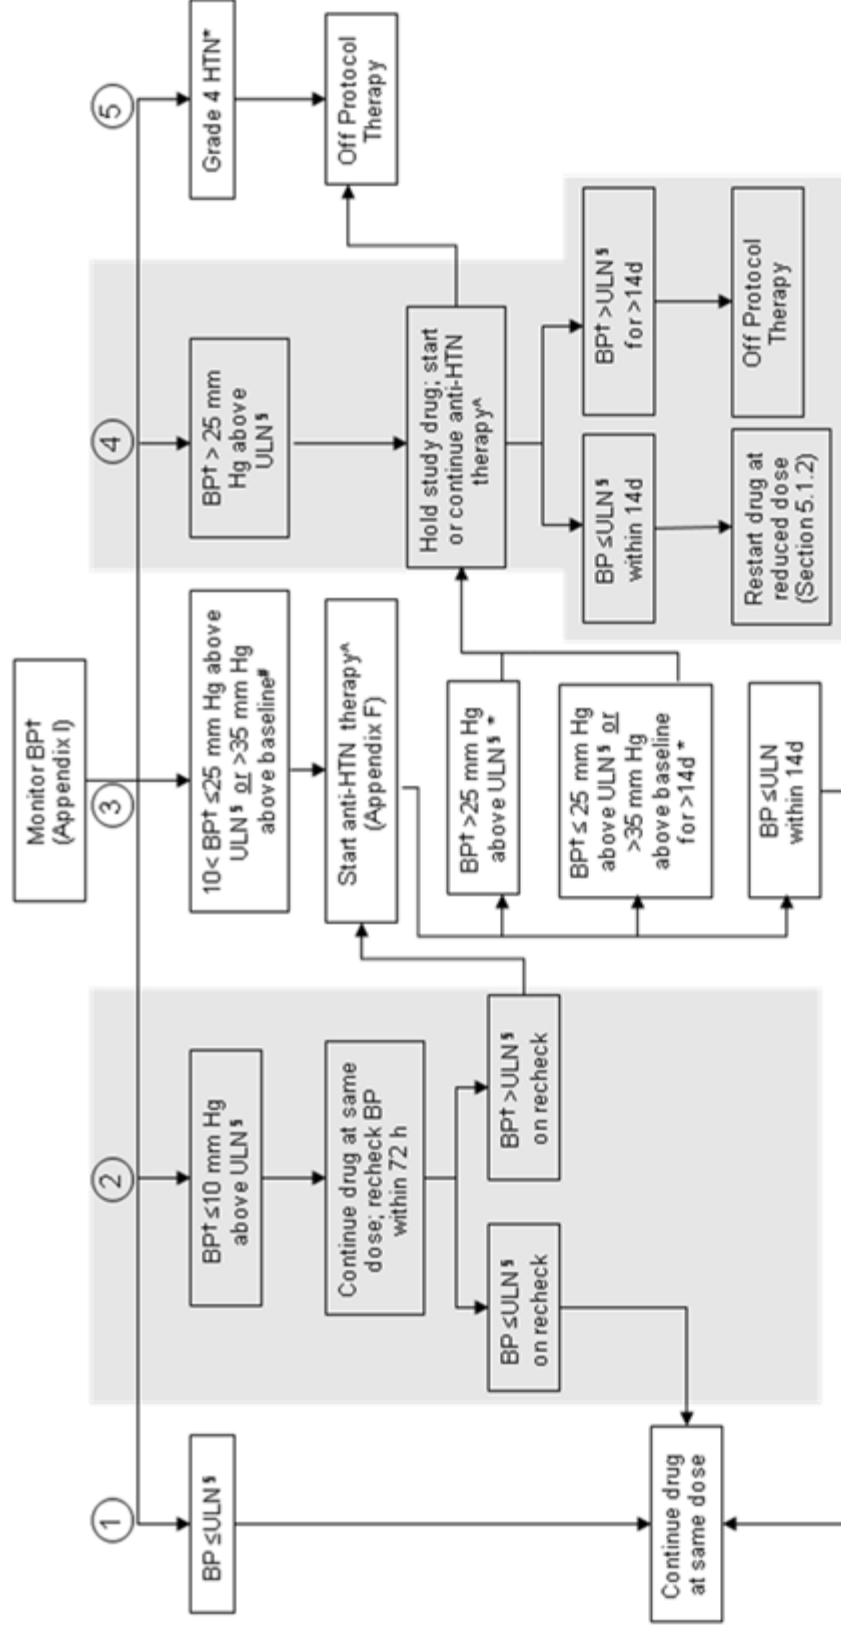 Monitor BP†
(Appendix I)
1
2
3
4
5
BP ≤ULN§
BP† ≤10 mm Hg
above ULN§
10< BP† ≤25 mm Hg above
ULN§ or >35 mm Hg
above baseline#
BP† > 25 mm
Hg above
ULN§
Grade 4 HTN*
Continue drug at same
dose; recheck BP
within 72 h
Start anti-HTN therapy^
(Appendix F)
Hold study drug; start
or continue anti-HTN
therapy^
Off Protocol
Therapy
BP ≤ULN§
on recheck
BP† >ULN§
on recheck
BP† >25 mm Hg
above ULN§ *
BP† ≤ 25 mm Hg
above ULN§ or
>35 mm Hg
above baseline
for >14d *
BP ≤ULN
within 14d
BP ≤ULN§
within 14d
BP† >ULN§
for >14d
Restart drug at
reduced dose
(Section 5.1.2)
Off Protocol
Therapy
Continue drug
at same dose